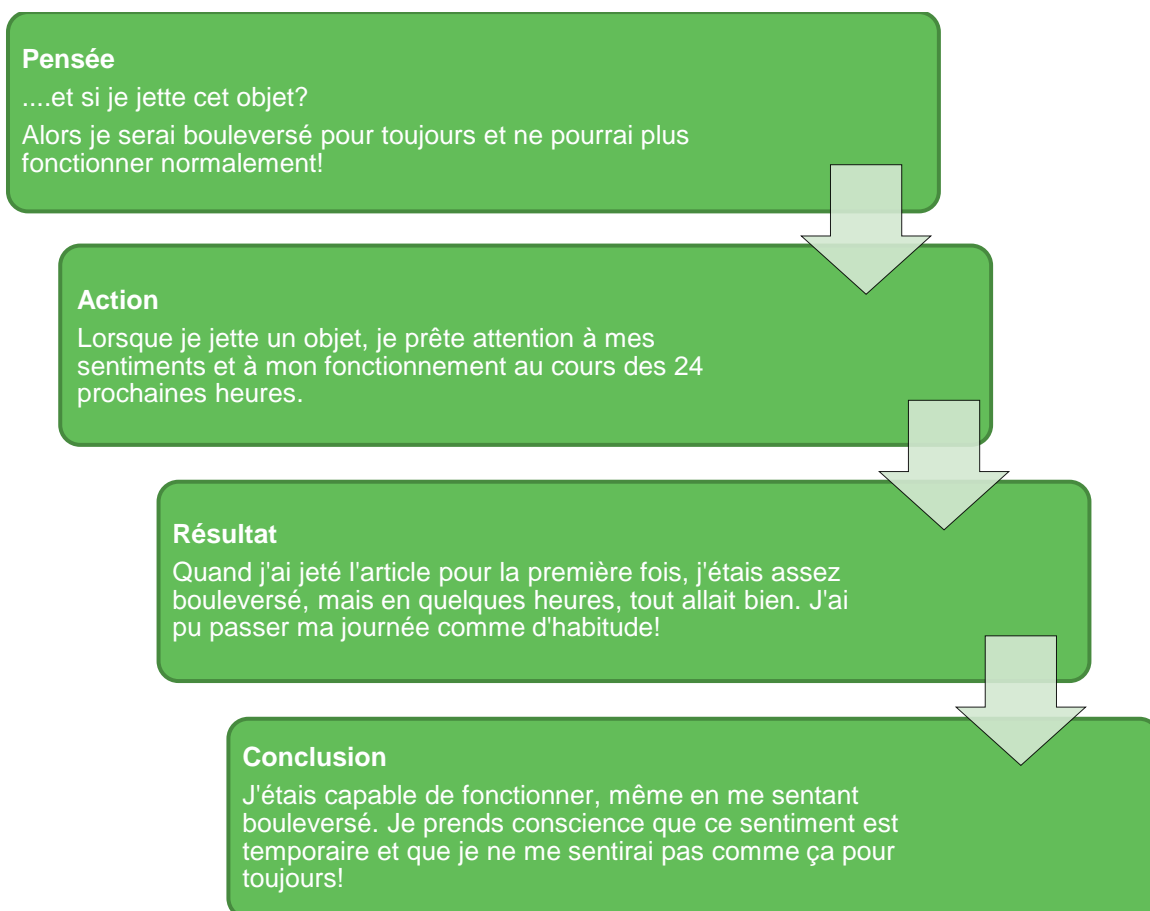 Pensée
....et si je jette cet objet?
Alors je serai bouleversé pour toujours et ne pourrai plus
fonctionner normalement!
Action
Lorsque je jette un objet, je prête attention à mes
sentiments et à mon fonctionnement au cours des 24
prochaines heures.
Résultat
Quand j'ai jeté l'article pour la première fois, j'étais assez
bouleversé, mais en quelques heures, tout allait bien. J'ai
pu passer ma journée comme d'habitude!
Conclusion
J'étais capable de fonctionner, même en me sentant
bouleversé. Je prends conscience que ce sentiment est
temporaire et que je ne me sentirai pas comme ça pour
toujours!